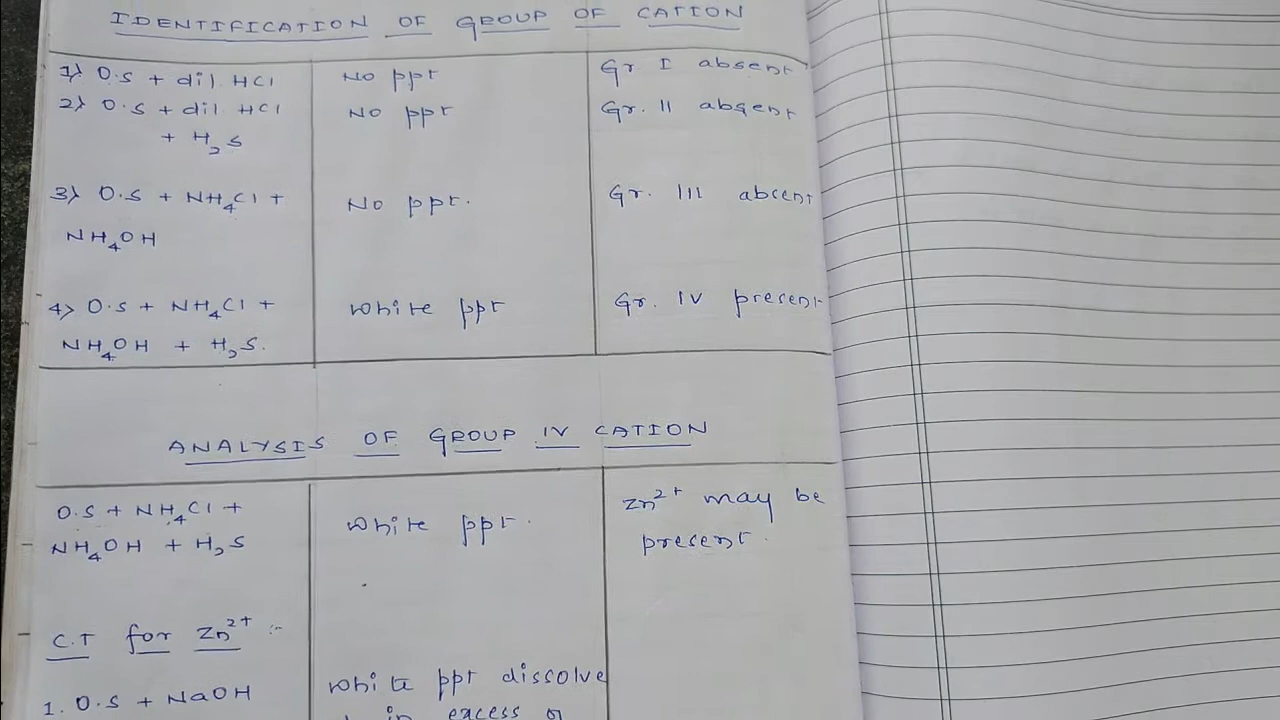 IDENTIFICATION OF GROUP OF CATION
1) O.S + dil. HCl No ppt Gr I absent
2) O.S + dil. HCl No ppt Gr. II absent
+ H2S
3) O.S + NH4Cl + No ppt. Gr. III absent
NH4OH
4) O.S + NH4Cl + White ppt Gr. IV present
NH4OH + H2S.
ANALYSIS OF GROUP IV CATION
O.S + NH4Cl + White ppt. Zn2+ may be
NH4OH + H2S present.
C.T for Zn2+ :-
1. O.S + NaOH White ppt dissolve
in excess of